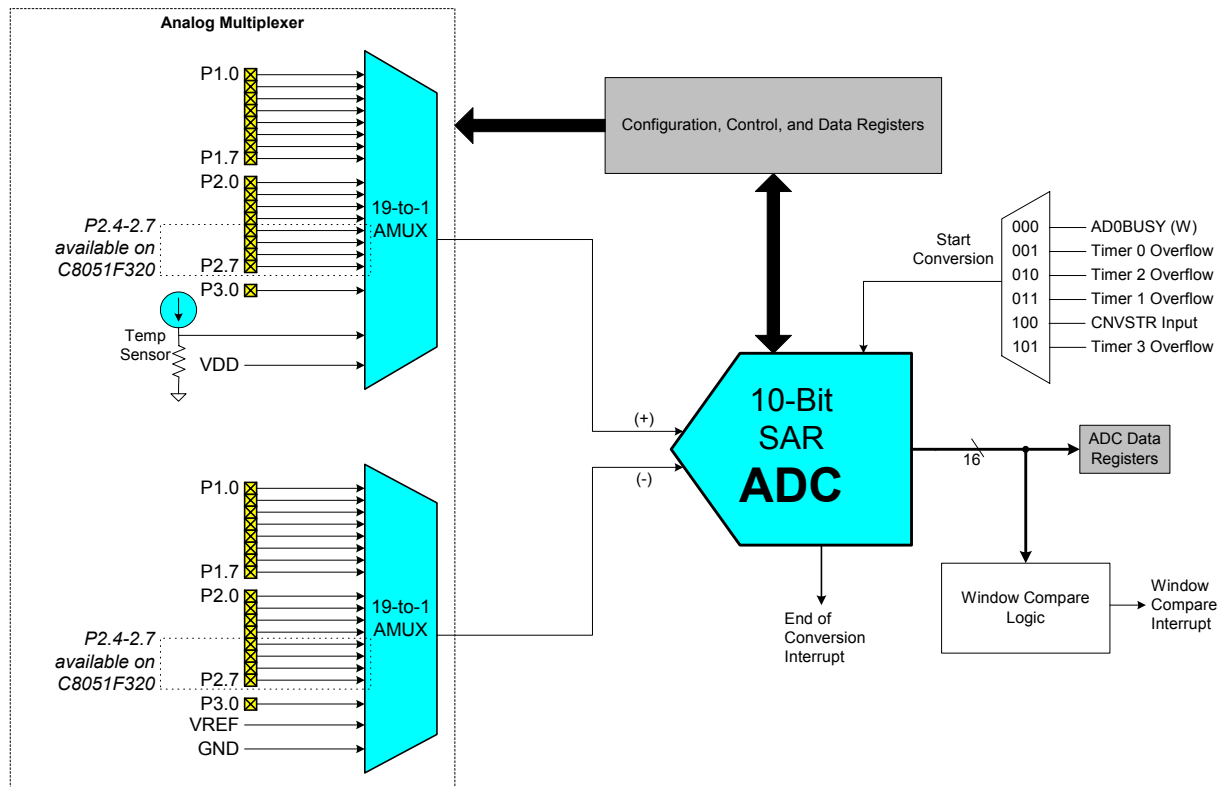 Analog Multiplexer
P1.0
P1.7
P2.0
P2.4-2.7
available on
C8051F320
P2.7
P3.0
Temp
Sensor
VDD
19-to-1
AMUX
Configuration, Control, and Data Registers
Start
Conversion
000
AD0BUSY (W)
001
Timer 0 Overflow
010
Timer 2 Overflow
011
Timer 1 Overflow
100
CNVSTR Input
101
Timer 3 Overflow
(+)
(-)
10-Bit
SAR
ADC
16
ADC Data
Registers
P1.0
P1.7
P2.0
P2.4-2.7
available on
C8051F320
P2.7
P3.0
VREF
GND
19-to-1
AMUX
End of
Conversion
Interrupt
Window Compare
Logic
Window
Compare
Interrupt